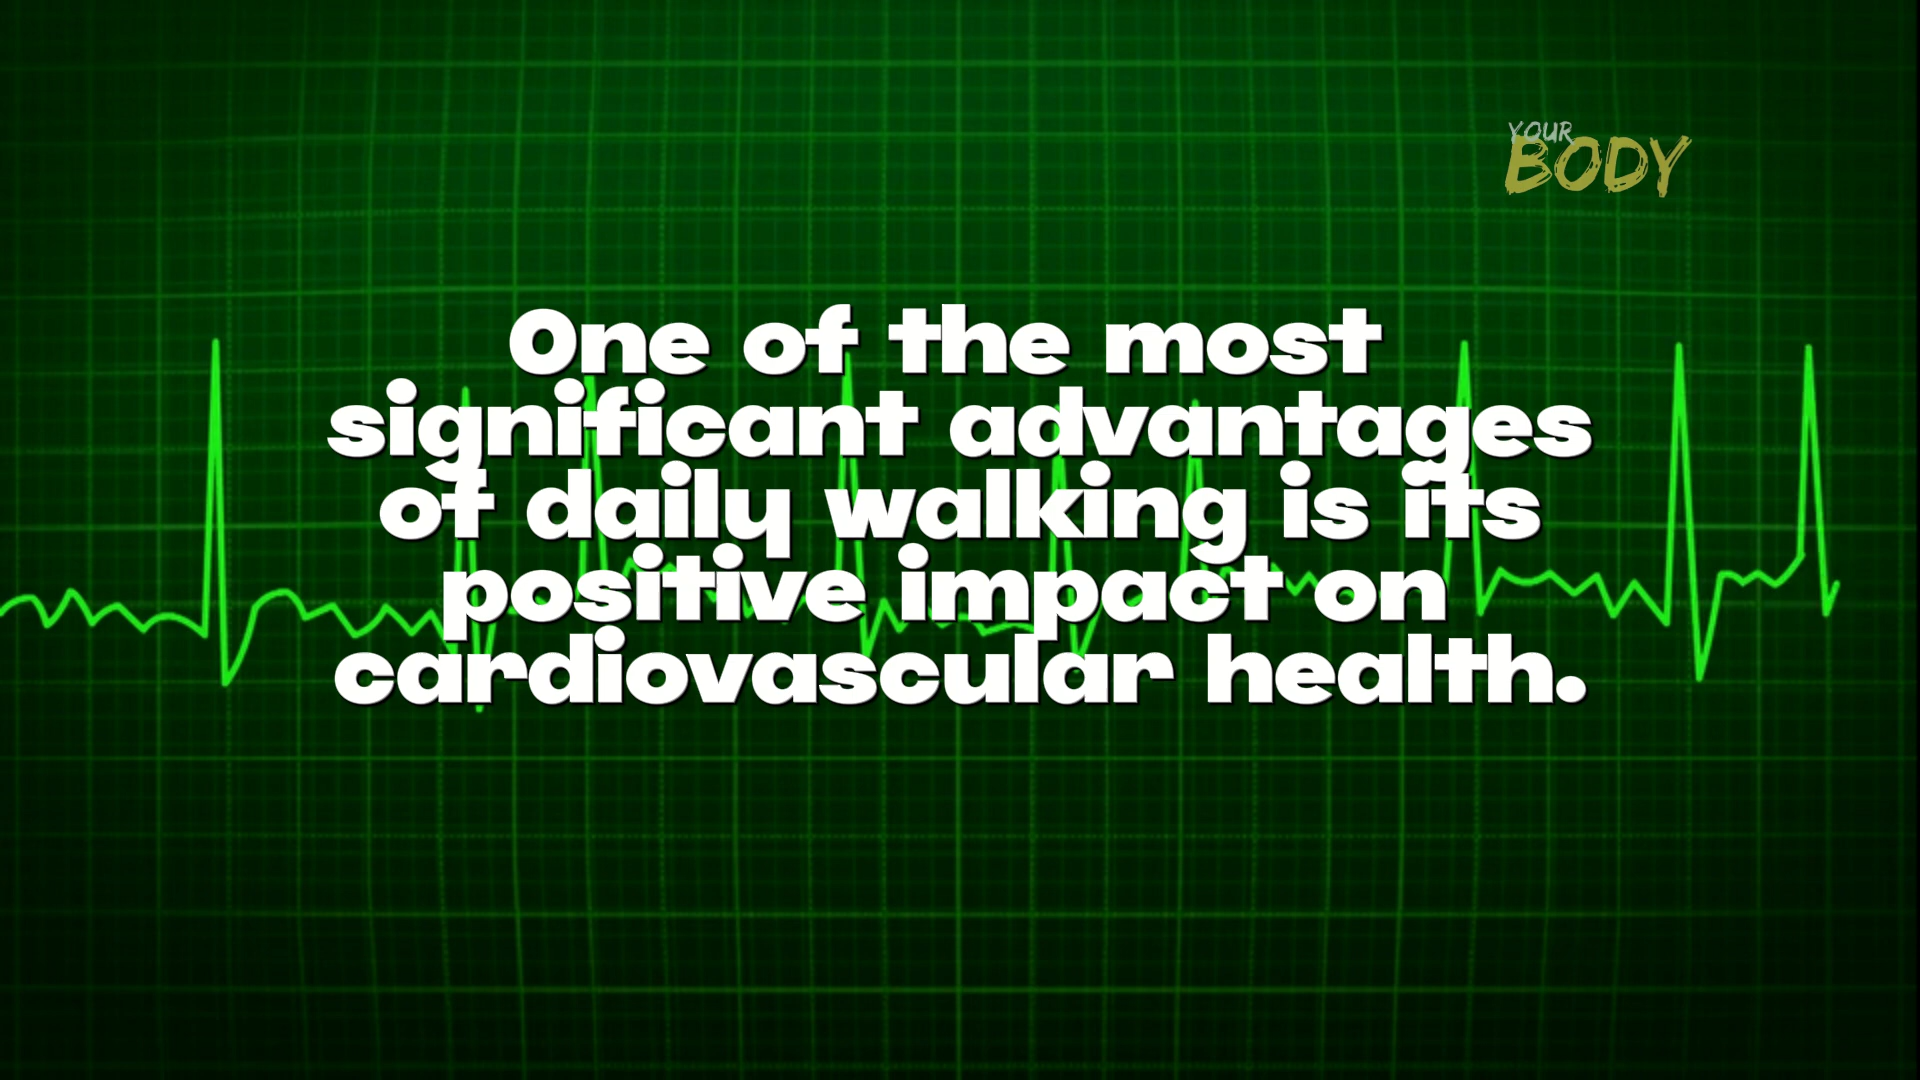 YOUR
BODY
One of the most
significant advantages
of daily walking is its
positive impact on
cardiovascular health.